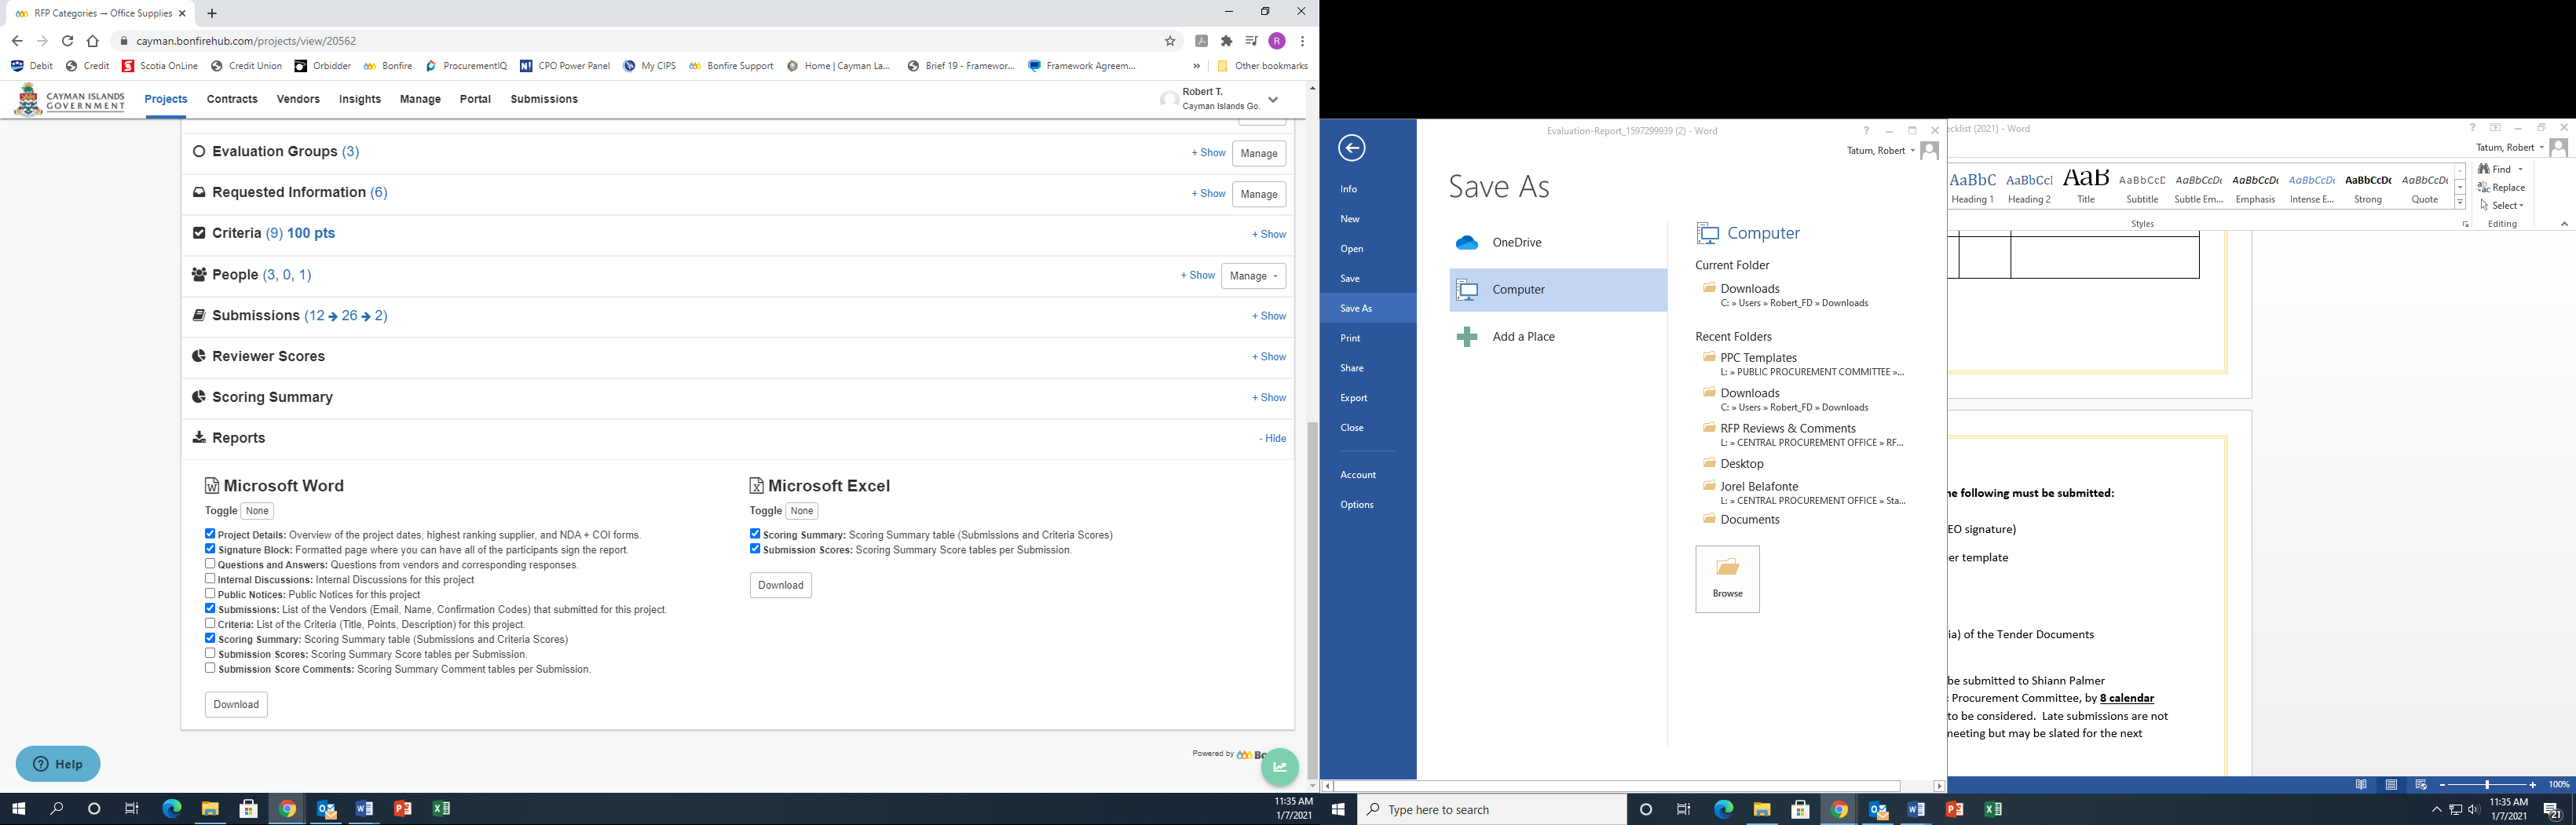 RFP Categories → Office Supplies
cayman.bonfirehub.com/projects/view/20562
R
Debit
Credit
Scotia OnLine
Credit Union
Orbidder
Bonfire
ProcurementIQ
CPO Power Panel
My CIPS
Bonfire Support
Home | Cayman La...
Brief 19 - Framewor...
Framework Agreem...
»
Other bookmarks
CAYMAN ISLANDS
GOVERNMENT
Projects
Contracts
Vendors
Insights
Manage
Portal
Submissions
Robert T.
Cayman Islands Go.
Evaluation Groups (3)
+ Show
Manage
Requested Information (6)
+ Show
Manage
Criteria (9) 100 pts
+ Show
People (3, 0, 1)
+ Show
Manage
Submissions (12 → 26 → 2)
+ Show
Reviewer Scores
+ Show
Scoring Summary
+ Show
Reports
- Hide
Microsoft Word
Toggle None
Project Details: Overview of the project dates, highest ranking supplier, and NDA + COI forms.
Signature Block: Formatted page where you can have all of the participants sign the report.
Questions and Answers: Questions from vendors and corresponding responses.
Internal Discussions: Internal Discussions for this project
Public Notices: Public Notices for this project
Submissions: List of the Vendors (Email, Name, Confirmation Codes) that submitted for this project.
Criteria: List of the Criteria (Title, Points, Description) for this project.
Scoring Summary: Scoring Summary table (Submissions and Criteria Scores)
Submission Scores: Scoring Summary Score tables per Submission.
Submission Score Comments: Scoring Summary Comment tables per Submission.
Download
Microsoft Excel
Toggle None
Scoring Summary: Scoring Summary table (Submissions and Criteria Scores)
Submission Scores: Scoring Summary Score tables per Submission.
Download
Powered by Bo
Help
11:35 AM
1/7/2021
Evaluation-Report_1597299939 (2) - Word
?
Tatum, Robert
Info
New
Open
Save
Save As
Print
Share
Export
Close
Account
Options
Save As
OneDrive
Computer
Add a Place
Computer
Current Folder
Downloads
C: » Users » Robert_FD » Downloads
Recent Folders
PPC Templates
L: » PUBLIC PROCUREMENT COMMITTEE »...
Downloads
C: » Users » Robert_FD » Downloads
RFP Reviews & Comments
L: » CENTRAL PROCUREMENT OFFICE » RF...
Desktop
Jorel Belafonte
L: » CENTRAL PROCUREMENT OFFICE » Sta...
Documents
Browse
ecklist (2021) - Word
?
Tatum, Robert
AaBbC
Heading 1
AaBbCcl
Heading 2
AaB
Title
AaBbCcD
Subtitle
AaBbCcDt
Subtle Em...
AaBbCcDt
Emphasis
AaBbCcDt
Intense E...
AaBbCcDc
Strong
AaBbCcDt
Quote
Styles
Find
Replace
Select
Editing
he following must be submitted:
EO signature)
er template
ia) of the Tender Documents
be submitted to Shiann Palmer
Procurement Committee, by 8 calendar
to be considered. Late submissions are not
neeting but may be slated for the next
100%
Type here to search
11:35 AM
1/7/2021
21